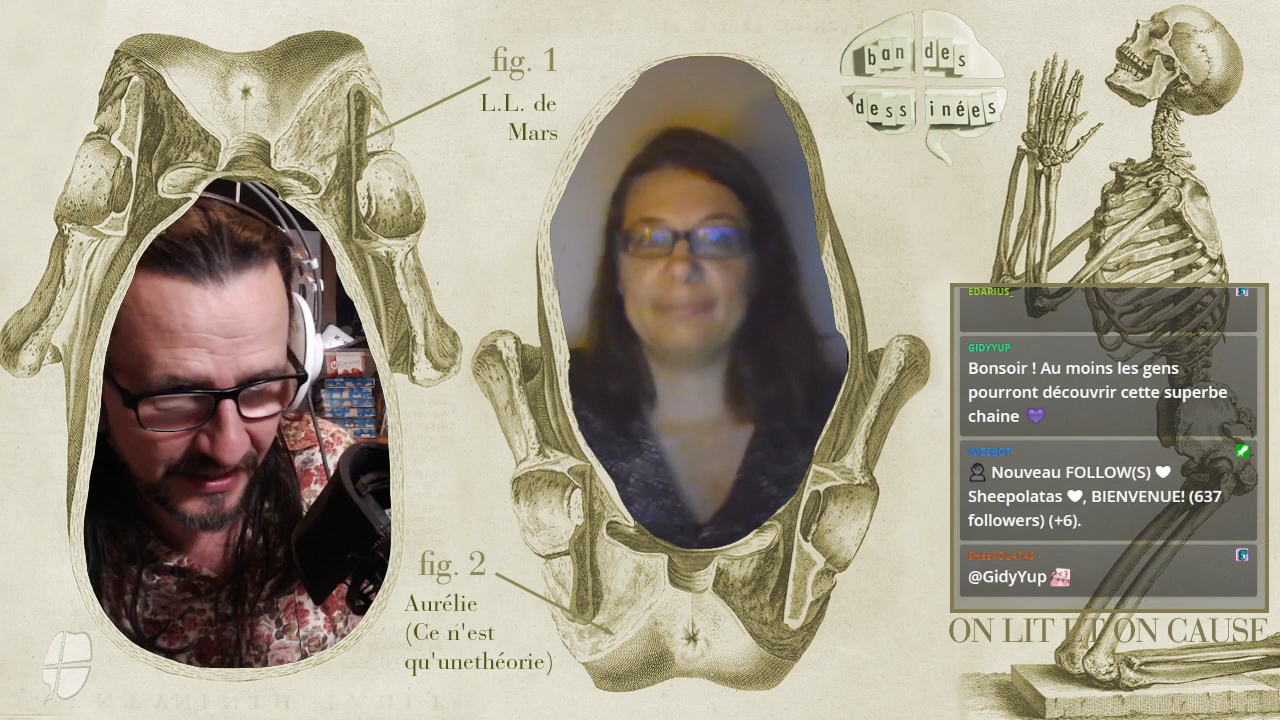 fig. 1
L.L. de
Mars
ban des
dess inées
EDARIUS_
GIDYYUP
Bonsoir ! Au moins les gens
pourront découvrir cette superbe
chaine 💜
WIZEBOT
Nouveau FOLLOW(S) ♥
Sheepolatas ♥, BIENVENUE! (637
followers) (+6).
SHEEPOLATAS
@GidyYup
fig. 2
Aurélie
(Ce n'est
qu'unethéorie)
ON LIT ET ON CAUSE